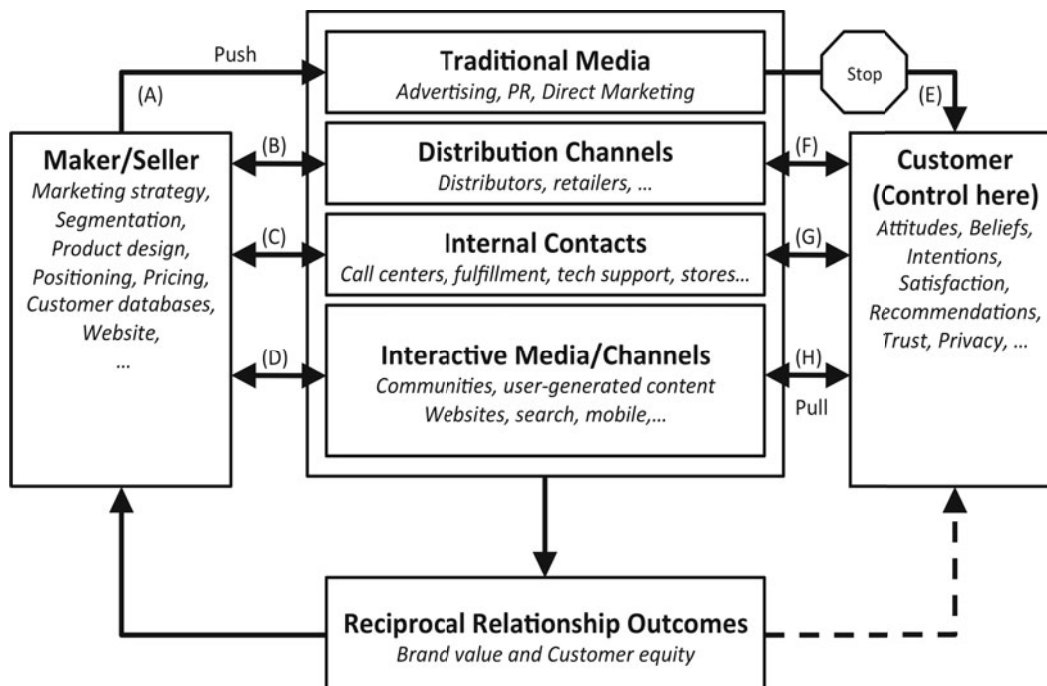 Push
(A)
Traditional Media
Advertising, PR, Direct Marketing
Stop
(E)
Maker/Seller
Marketing strategy,
Segmentation,
Product design,
Positioning, Pricing,
Customer databases,
Website,
...
(B)
Distribution Channels
Distributors, retailers, ...
(F)
(C)
Internal Contacts
Call centers, fulfillment, tech support, stores...
(G)
(D)
Interactive Media/Channels
Communities, user-generated content
Websites, search, mobile,...
(H)
Pull
Customer
(Control here)
Attitudes, Beliefs,
Intentions,
Satisfaction,
Recommendations,
Trust, Privacy, ...
Reciprocal Relationship Outcomes
Brand value and Customer equity